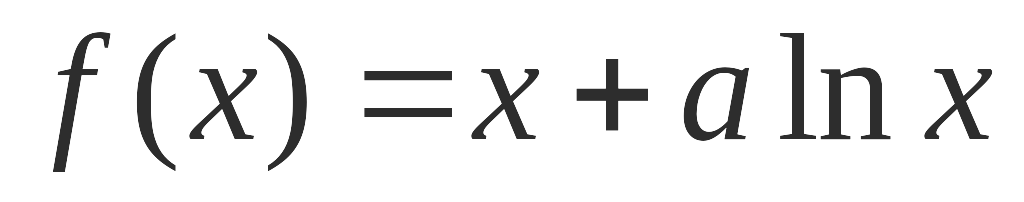 f(x) = x + a ln x